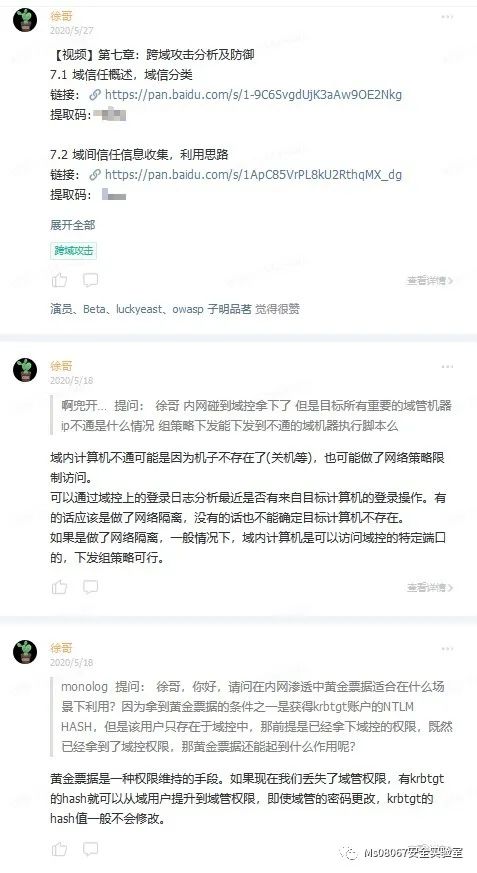 徐哥
2020/5/27
【视频】第七章：跨域攻击分析及防御
7.1 域信任概述，域信分类
链接： https://pan.baidu.com/s/1-9C6SvgdUjK3aAw9OE2Nkg
提取码：
7.2 域间信任信息收集，利用思路
链接： https://pan.baidu.com/s/1ApC85VrPL8kU2RthqMX_dg
提取码：
展开全部
跨域攻击
查看详情
演员、Beta、luckyeast、owasp 子明品茗 觉得很赞
徐哥
2020/5/18
啊兜开... 提问： 徐哥 内网碰到域控拿下了 但是目标所有重要的域管机器
ip不通是什么情况 组策略下发能下发到不通的域机器执行脚本么
域内计算机不通可能是因为机子不存在了(关机等)，也可能做了网络策略限
制访问。
可以通过域控上的登录日志分析最近是否有来自目标计算机的登录操作。有
的话应该是做了网络隔离，没有的话也不能确定目标计算机不存在。
如果是做了网络隔离，一般情况下，域内计算机是可以访问域控的特定端口
的，下发组策略可行。
查看详情
徐哥
2020/5/18
monolog 提问： 徐哥，你好，请问在内网渗透中黄金票据适合在什么场
景下利用？因为拿到黄金票据的条件之一是获得krbtgt账户的NTLM
HASH，但是该用户只存在于域控中，那前提是已经拿下域控的权限，既然
已经拿到了域控权限，那黄金票据还能起到什么作用呢？
黄金票据是一种权限维持的手段。如果现在我们丢失了域管权限，有krbtgt
的hash就可以从域用户提升到域管权限，即使域管的密码更改，krbtgt的
hash值一般不会修改。
Ms08067安全实验室